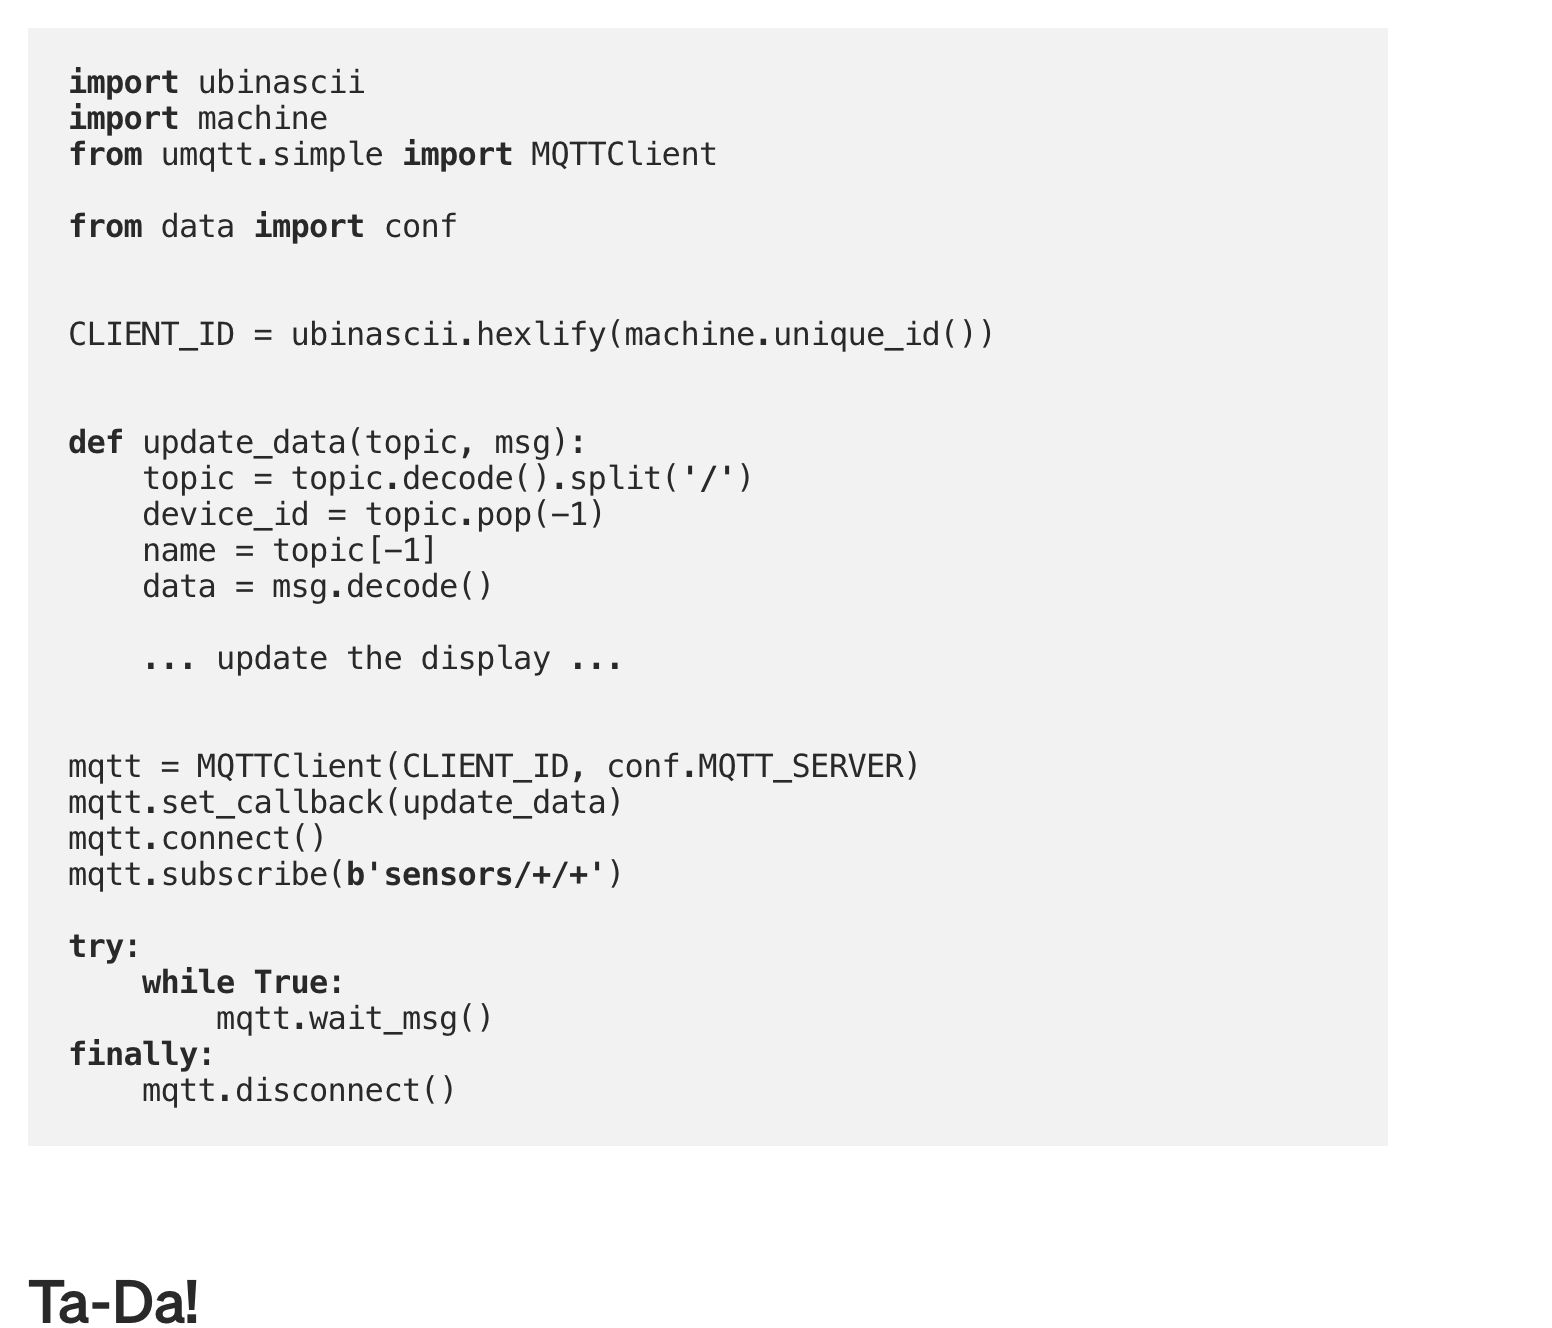 import ubinascii
import machine
from umqtt.simple import MQTTClient

from data import conf


CLIENT_ID = ubinascii.hexlify(machine.unique_id())


def update_data(topic, msg):
    topic = topic.decode().split('/')
    device_id = topic.pop(-1)
    name = topic[-1]
    data = msg.decode()

    ... update the display ...


mqtt = MQTTClient(CLIENT_ID, conf.MQTT_SERVER)
mqtt.set_callback(update_data)
mqtt.connect()
mqtt.subscribe(b'sensors/+/+')

try:
    while True:
        mqtt.wait_msg()
finally:
    mqtt.disconnect()

Ta-Da!